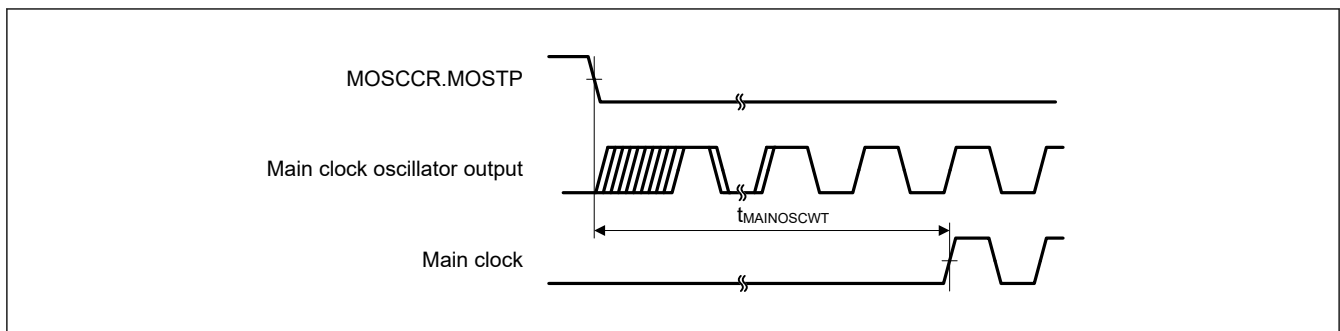 MOSCCR.MOSTP
Main clock oscillator output
tMAINOSCWT
Main clock